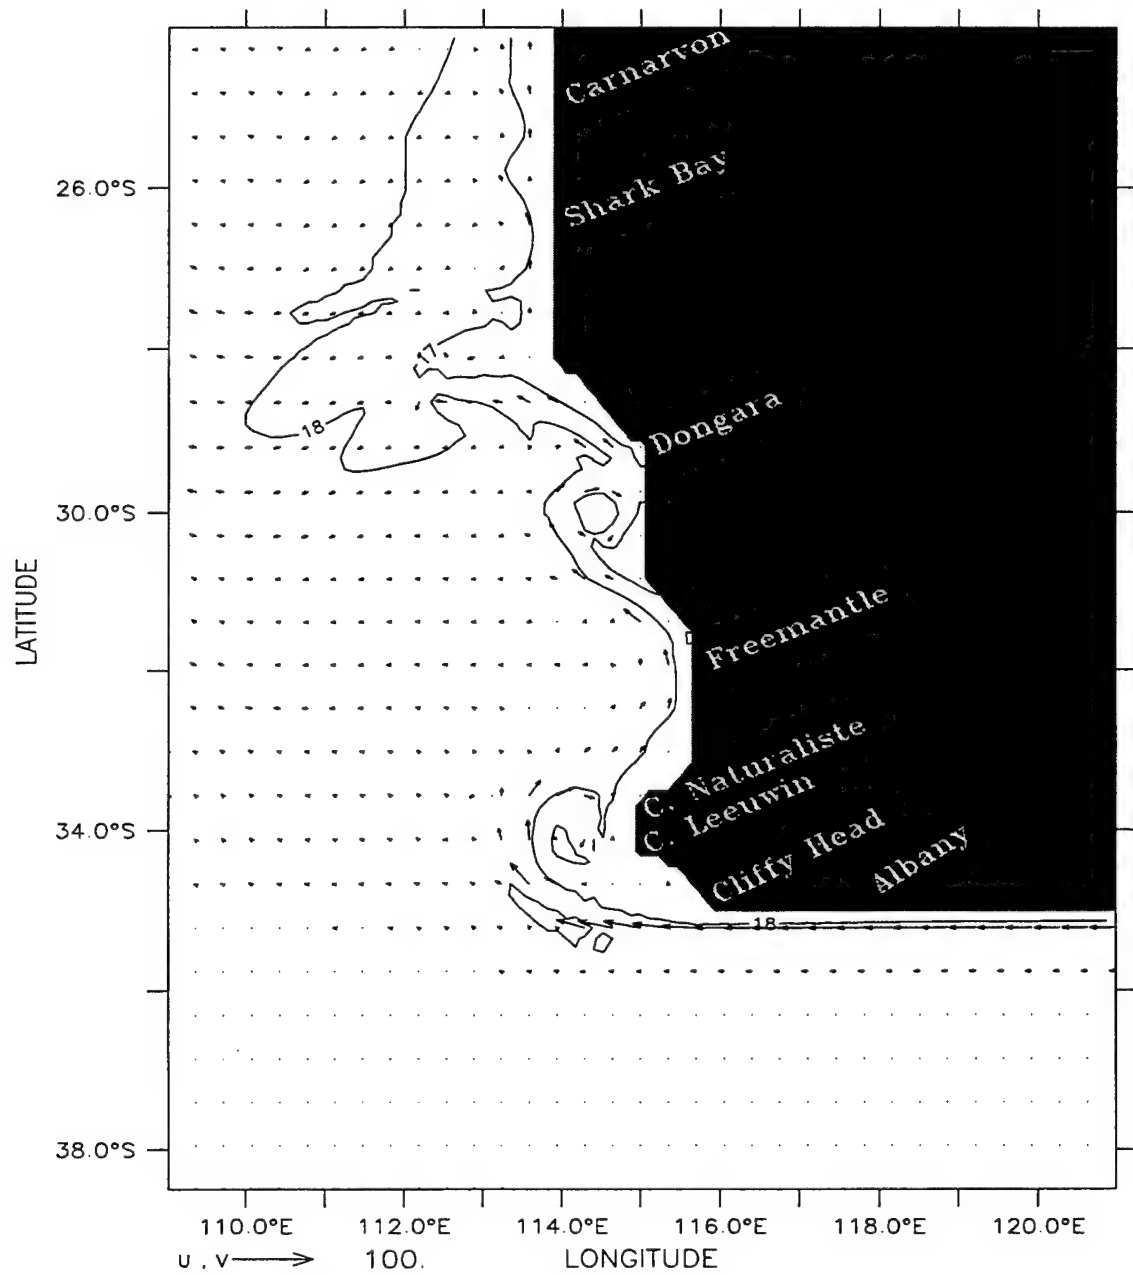 Carnarvon
26.0°S
Shark Bay
17
18
Dongara
30.0°S
LATITUDE
Freemantle
C. Naturaliste
C. Leeuwin
34.0°S
Cliffy Head
Albany
18
38.0°S
110.0°E 112.0°E 114.0°E 116.0°E 118.0°E 120.0°E
u , v 100. LONGITUDE